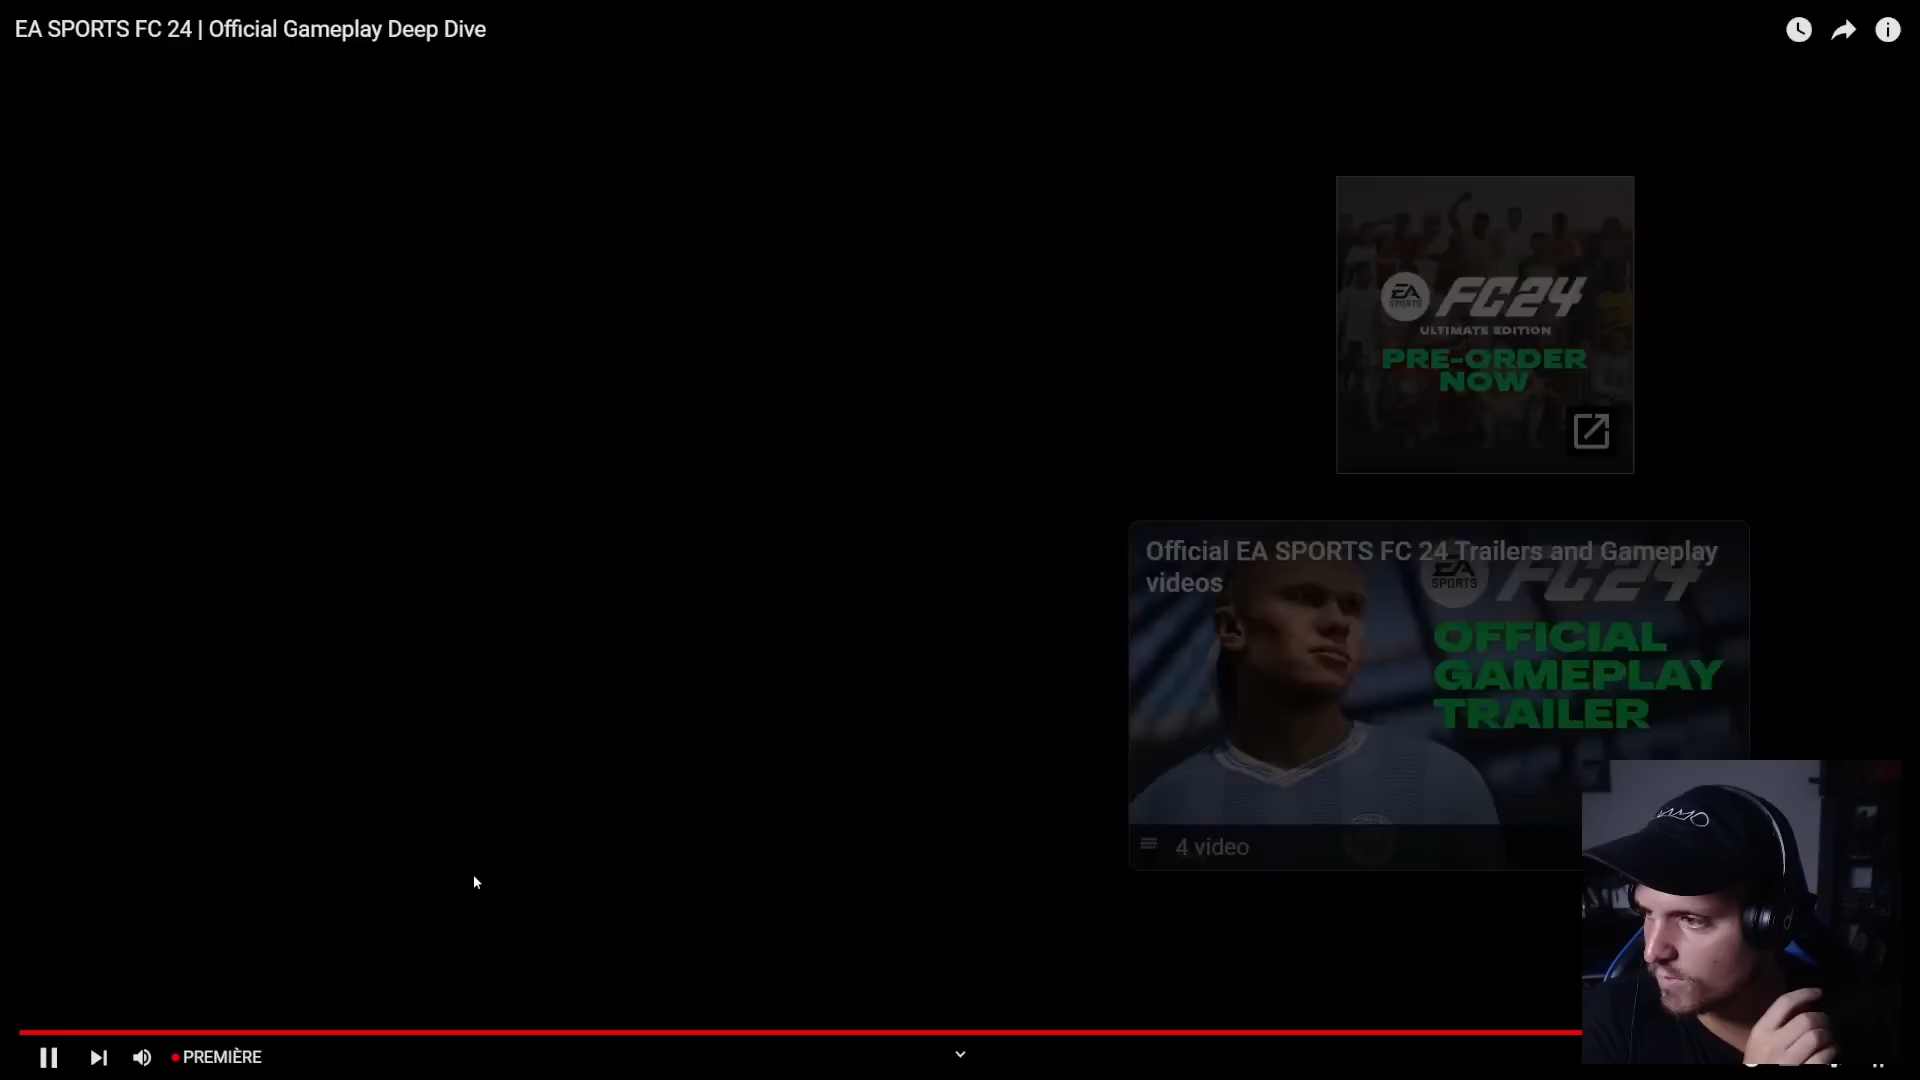 EA SPORTS FC 24 | Official Gameplay Deep Dive
EA
SPORTS
FC24
ULTIMATE EDITION
PRE-ORDER
NOW
Official EA SPORTS FC 24 Trailers and Gameplay
videos
EA
SPORTS
FC24
OFFICIAL
GAMEPLAY
TRAILER
4 video
PREMIÈRE